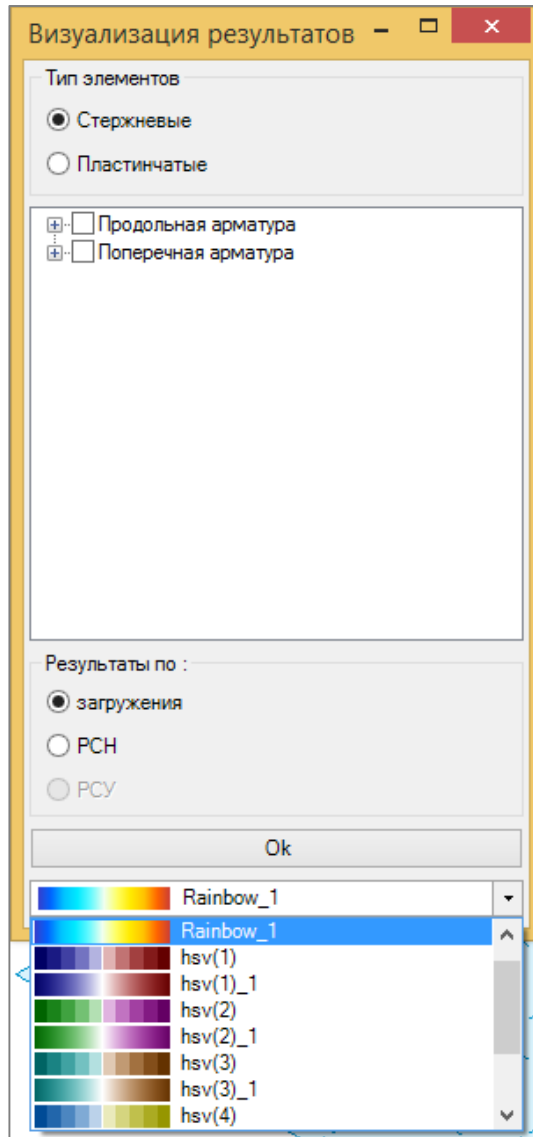 Визуализация результатов
Тип элементов
Стержневые
Пластинчатые
Продольная арматура
Поперечная арматура
Результаты по :
загружения
РСН
РСУ
Ok
Rainbow_1
Rainbow_1
hsv(1)
hsv(1)_1
hsv(2)
hsv(2)_1
hsv(3)
hsv(3)_1
hsv(4)